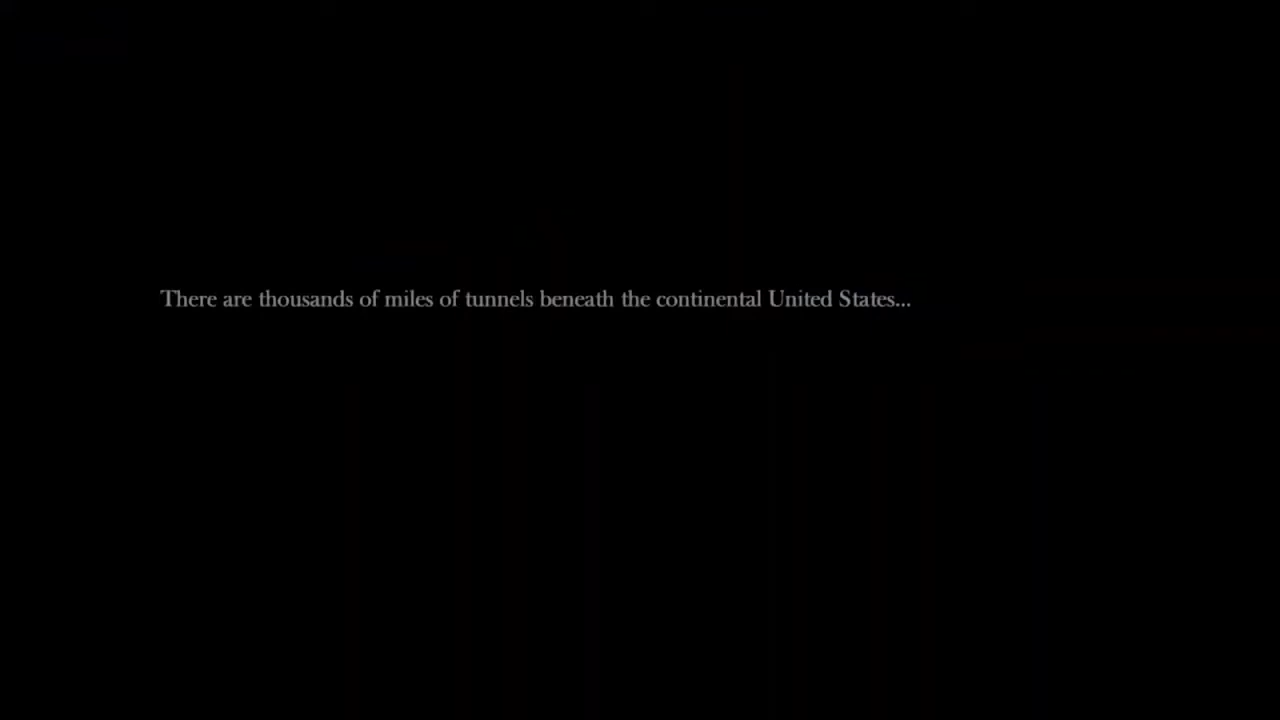 There are thousands of miles of tunnels beneath the continental United States...